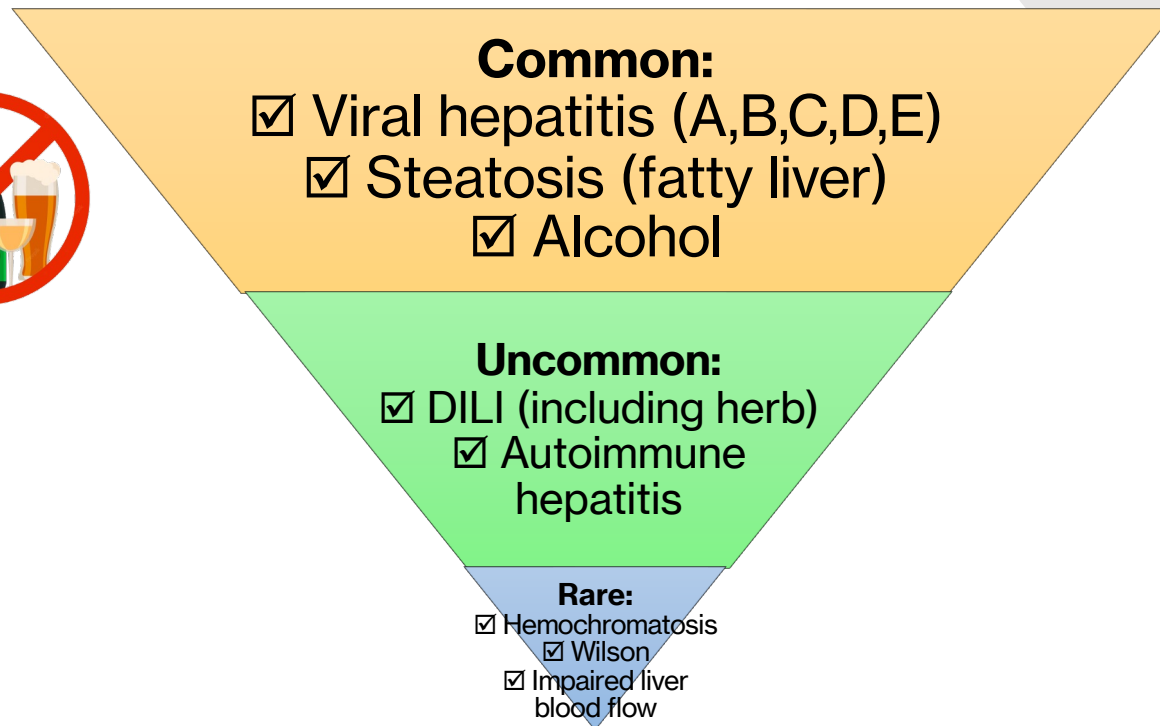 Common:
☑ Viral hepatitis (A,B,C,D,E)
☑ Steatosis (fatty liver)
☑ Alcohol
Uncommon:
☑ DILI (including herb)
☑ Autoimmune
hepatitis
Rare:
☑ Hemochromatosis
☑ Wilson
☑ Impaired liver
blood flow